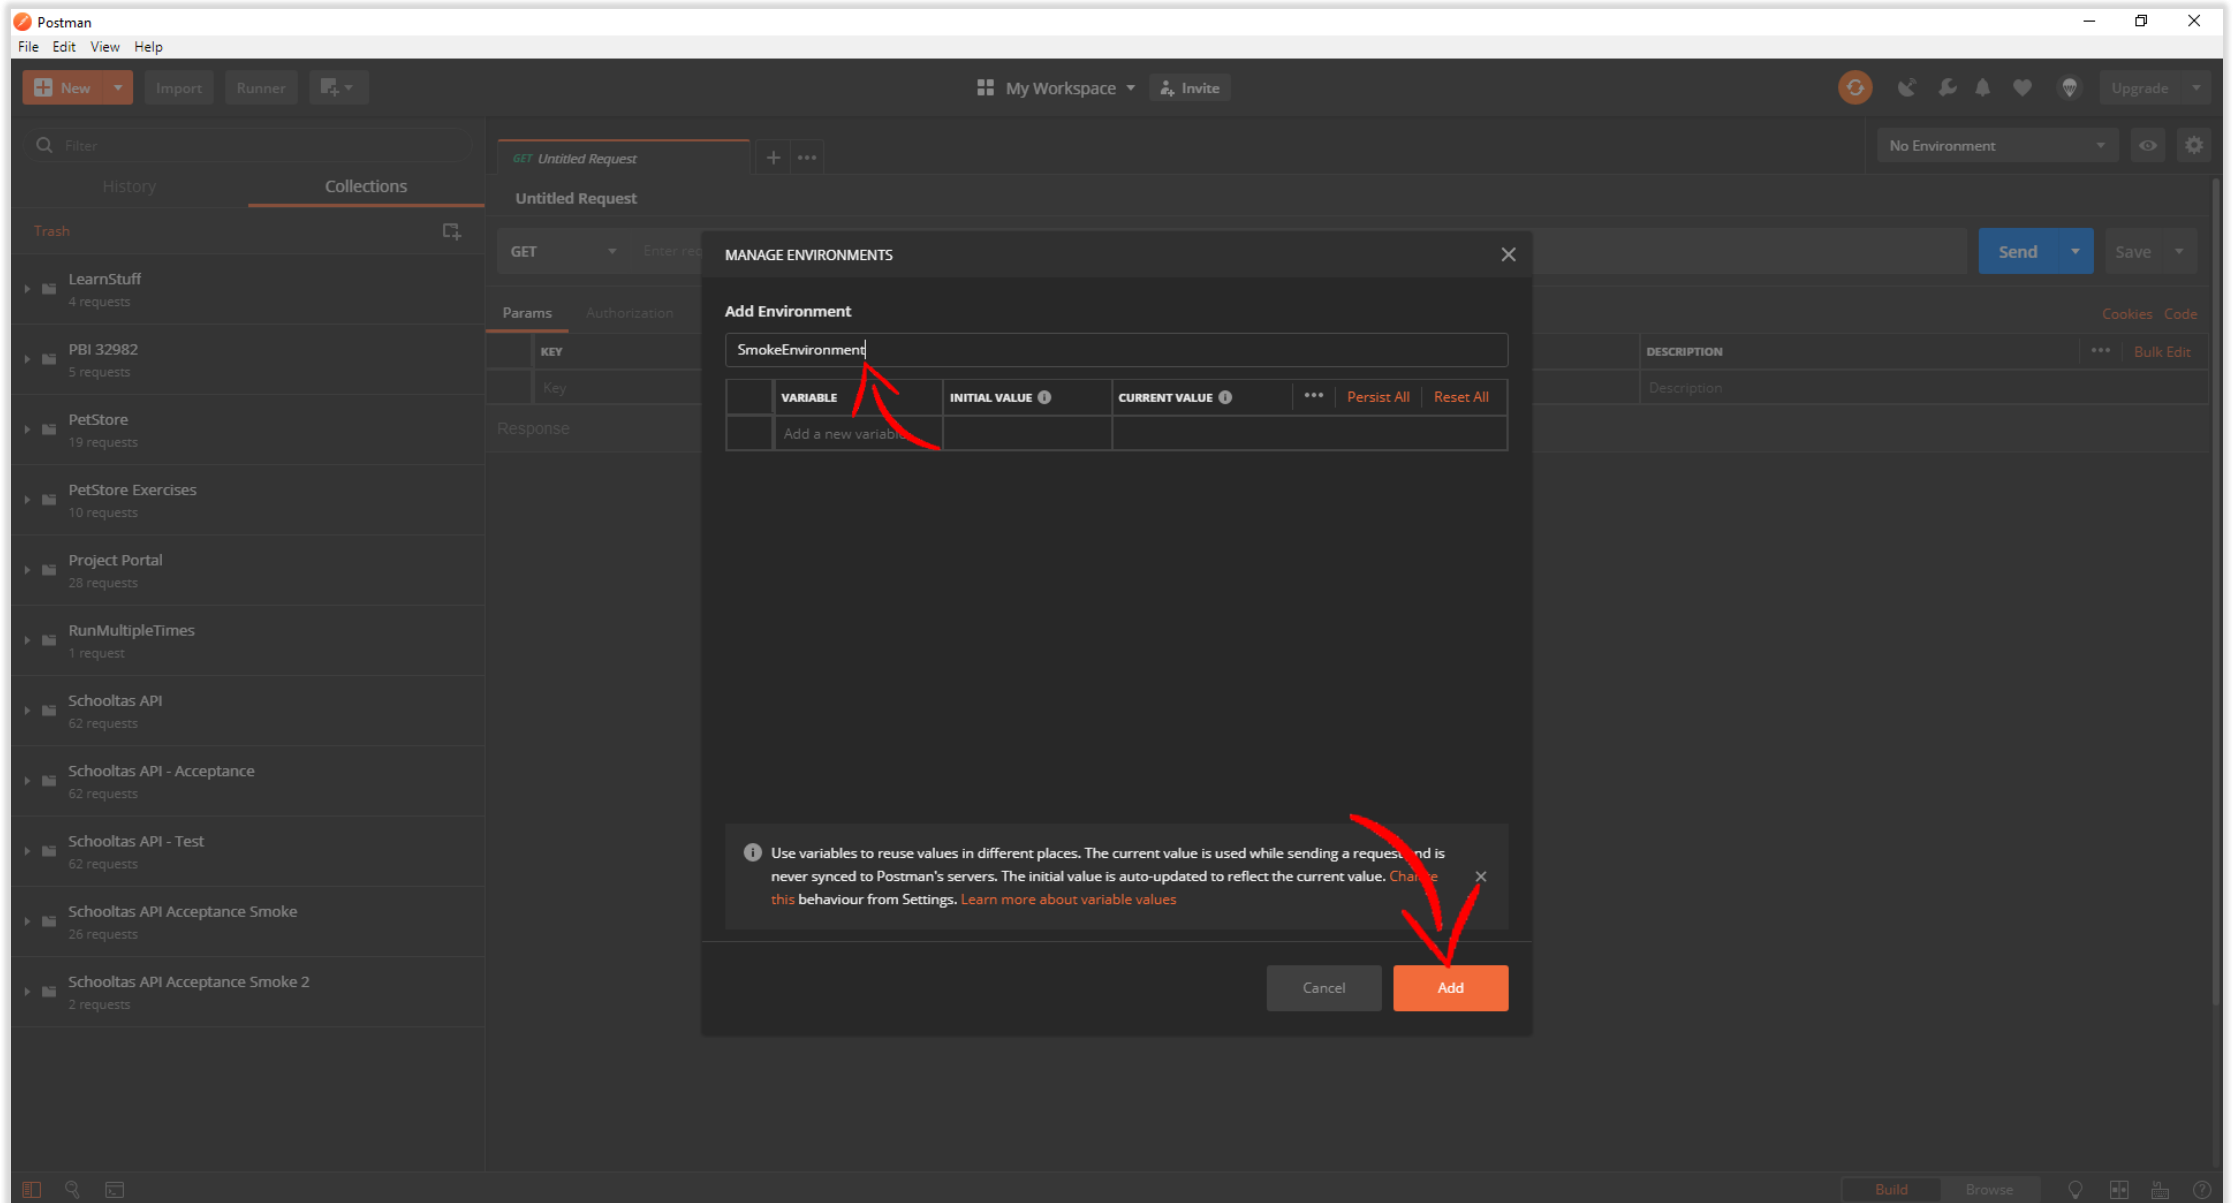 Postman
File Edit View Help
New Import Runner My Workspace Invite Upgrade
Filter
History Collections
Trash
LearnStuff
4 requests
PBI 32982
5 requests
PetStore
19 requests
PetStore Exercises
10 requests
Project Portal
28 requests
RunMultipleTimes
1 request
Schooltas API
62 requests
Schooltas API - Acceptance
62 requests
Schooltas API - Test
62 requests
Schooltas API Acceptance Smoke
26 requests
Schooltas API Acceptance Smoke 2
2 requests
GET Untitled Request
No Environment
Untitled Request
GET Enter req
Send Save
Params Authorization
Cookies Code
KEY DESCRIPTION Bulk Edit
Key Description
Response
MANAGE ENVIRONMENTS
Add Environment
SmokeEnvironment
VARIABLE INITIAL VALUE CURRENT VALUE Persist All Reset All
Add a new variable
Use variables to reuse values in different places. The current value is used while sending a request and is
never synced to Postman's servers. The initial value is auto-updated to reflect the current value. Change
this behaviour from Settings. Learn more about variable values
Cancel Add
Build Browse